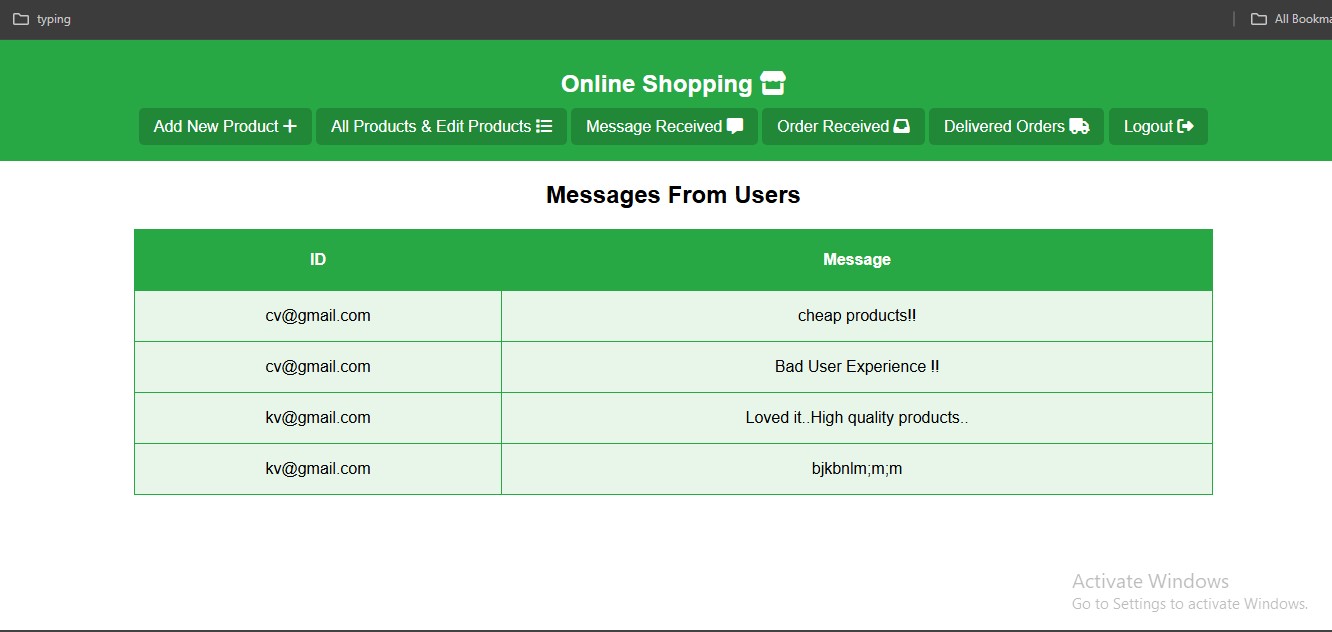 typing
All Bookma
Online Shopping
Add New Product All Products & Edit Products Message Received Order Received Delivered Orders Logout
Messages From Users
ID Message
cv@gmail.com cheap products!!
cv@gmail.com Bad User Experience !!
kv@gmail.com Loved it..High quality products..
kv@gmail.com bjkbnlm;m;m
Activate Windows
Go to Settings to activate Windows.